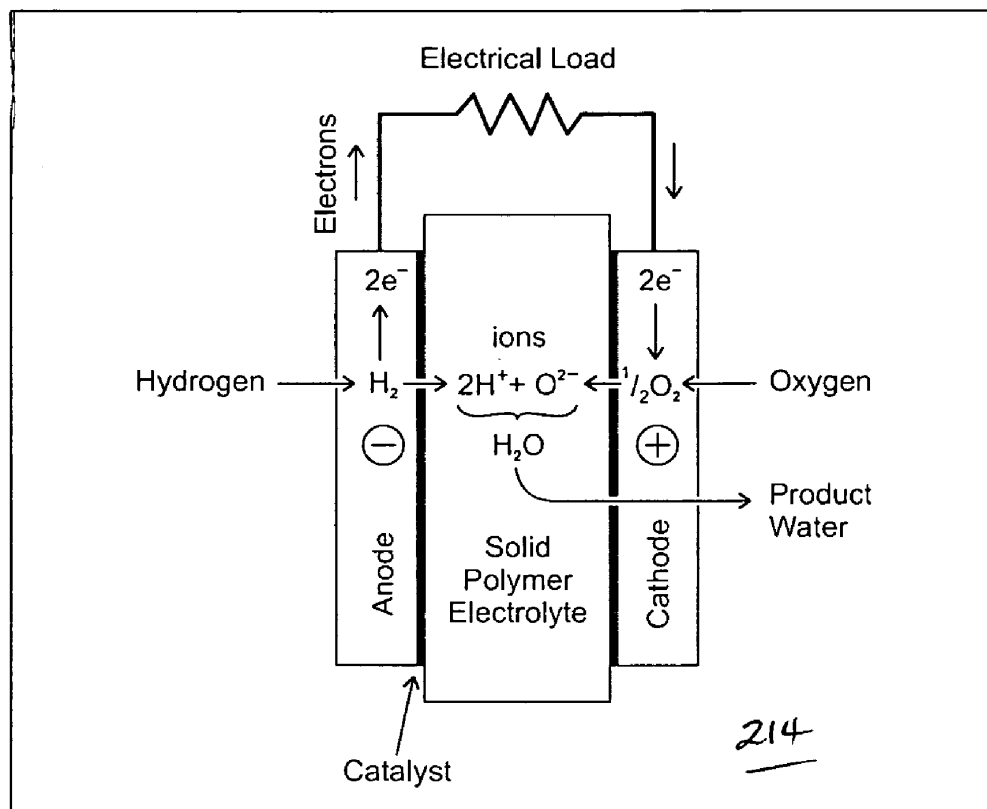 Electrical Load
Electrons
2e⁻ 2e⁻
ions
Hydrogen H₂ 2H⁺ + O²⁻ ¹/₂O₂ Oxygen
− H₂O +
Product
Water
Anode
Solid
Polymer
Electrolyte
Cathode
Catalyst
214